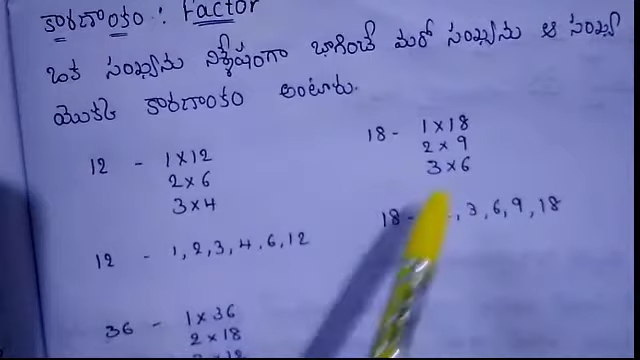 కారణాంకం : Factor
ఒక సంఖ్యను నిశ్శేషంగా భాగించే మరో సంఖ్యను ఆ సంఖ్య
యొక్క కారణాంకం అంటారు.
12 - 1×12
2×6
3×4
18 - 1×18
2×9
3×6
12 - 1, 2, 3, 4, 6, 12
18 - , 3, 6, 9, 18
36 - 1×36
2×18